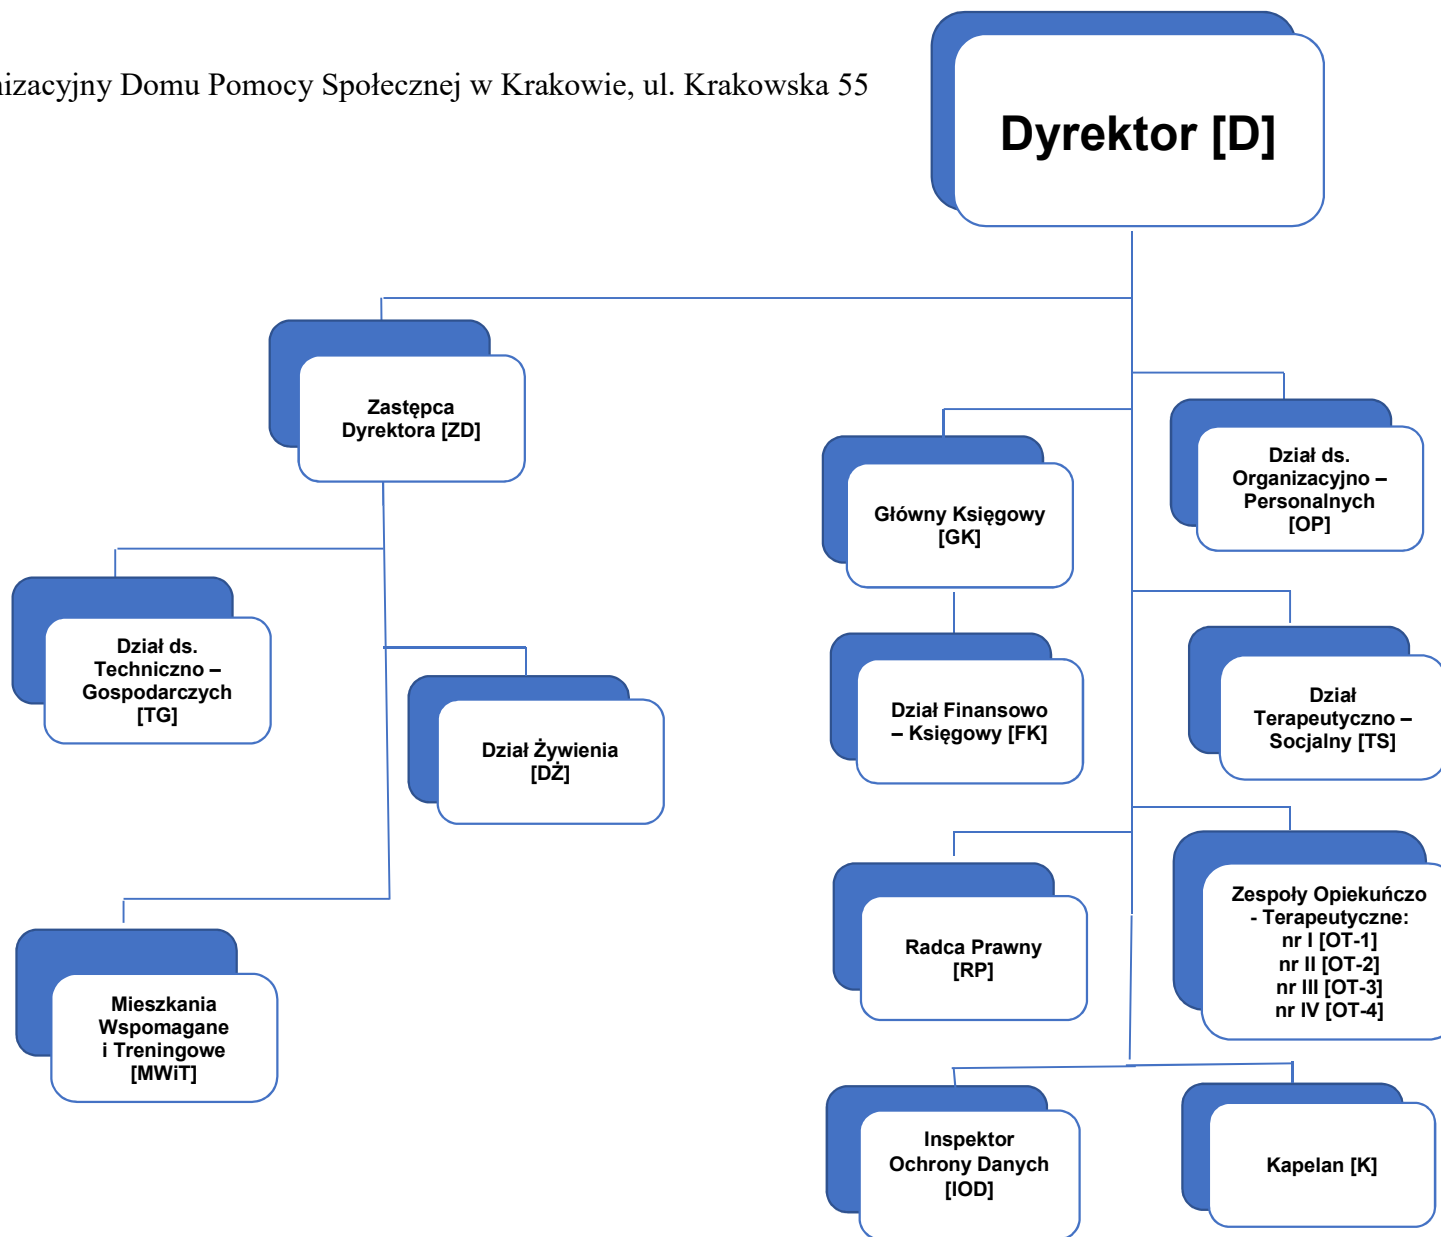 nizacyjny Domu Pomocy Społecznej w Krakowie, ul. Krakowska 55
Dyrektor [D]
Zastępca
Dyrektora [ZD]
Dział ds.
Organizacyjno –
Personalnych
[OP]
Główny Księgowy
[GK]
Dział ds.
Techniczno –
Gospodarczych
[TG]
Dział Żywienia
[DŻ]
Dział Finansowo
– Księgowy [FK]
Dział
Terapeutyczno –
Socjalny [TS]
Mieszkania
Wspomagane
i Treningowe
[MWiT]
Radca Prawny
[RP]
Zespoły Opiekuńczo
- Terapeutyczne:
nr I [OT-1]
nr II [OT-2]
nr III [OT-3]
nr IV [OT-4]
Inspektor
Ochrony Danych
[IOD]
Kapelan [K]